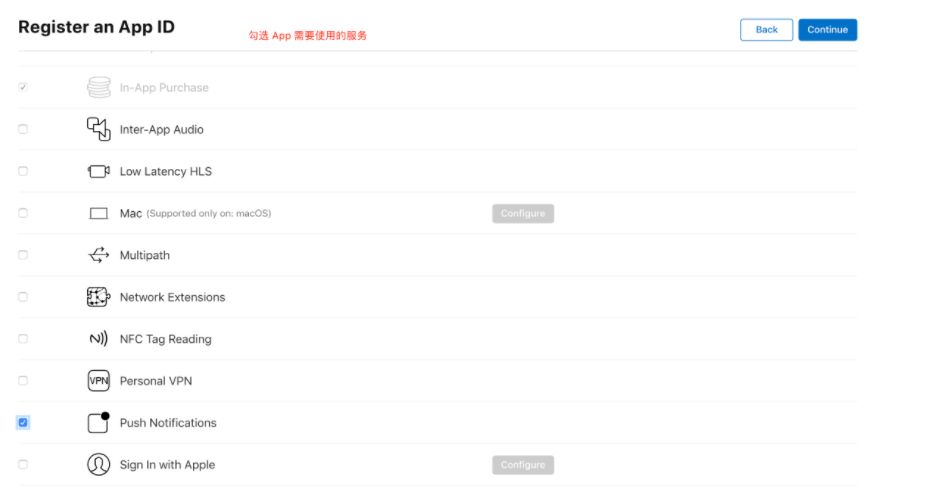 Register an App ID
勾选 App 需要使用的服务
Back
Continue
In-App Purchase
Inter-App Audio
Low Latency HLS
Mac (Supported only on: macOS)
Configure
Multipath
Network Extensions
NFC Tag Reading
VPN
Personal VPN
Push Notifications
Sign In with Apple
Configure